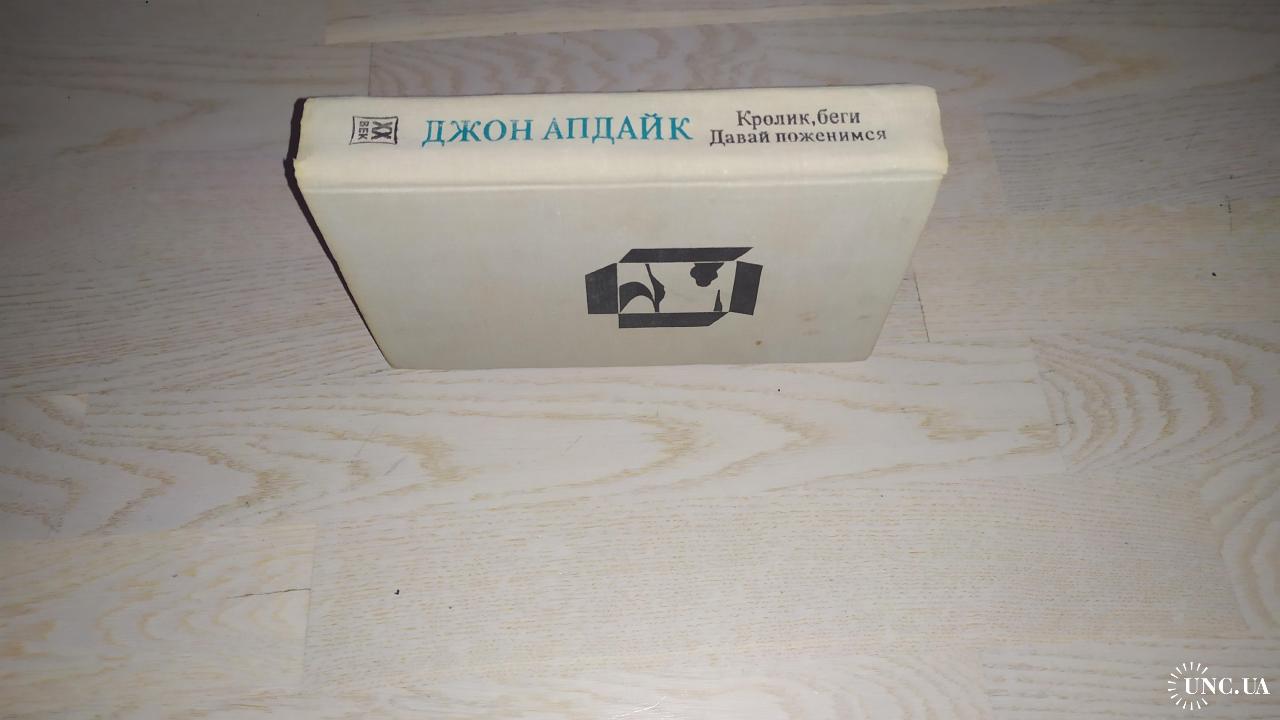 XX
ВЕК
ДЖОН АПДАЙК
Кролик, беги
Давай поженимся
UNC.UA